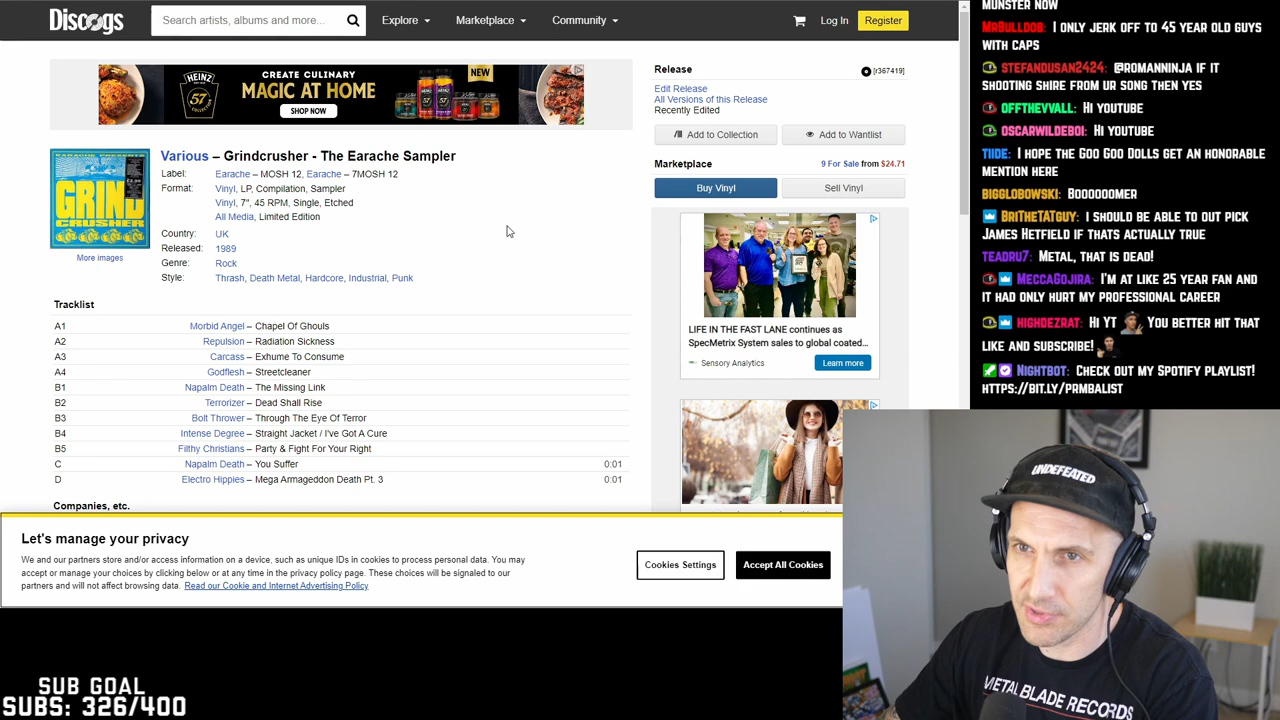 Discogs
Search artists, albums and more...
Explore
Marketplace
Community
Log In
Register
HEINZ
57
CREATE CULINARY
MAGIC AT HOME
SHOP NOW
NEW
EARACHE PRESENTS
GRIND
CRUSHER
More images
Various – Grindcrusher - The Earache Sampler
Label: Earache – MOSH 12, Earache – 7MOSH 12
Format: Vinyl, LP, Compilation, Sampler
Vinyl, 7", 45 RPM, Single, Etched
All Media, Limited Edition
Country: UK
Released: 1989
Genre: Rock
Style: Thrash, Death Metal, Hardcore, Industrial, Punk
Tracklist
A1 Morbid Angel – Chapel Of Ghouls
A2 Repulsion – Radiation Sickness
A3 Carcass – Exhume To Consume
A4 Godflesh – Streetcleaner
B1 Napalm Death – The Missing Link
B2 Terrorizer – Dead Shall Rise
B3 Bolt Thrower – Through The Eye Of Terror
B4 Intense Degree – Straight Jacket / I've Got A Cure
B5 Filthy Christians – Party & Fight For Your Right
C Napalm Death – You Suffer 0:01
D Electro Hippies – Mega Armageddon Death Pt. 3 0:01
Companies, etc.
Release
[r367419]
Edit Release
All Versions of this Release
Recently Edited
Add to Collection
Add to Wantlist
Marketplace
9 For Sale from $24.71
Buy Vinyl
Sell Vinyl
LIFE IN THE FAST LANE continues as
SpecMetrix System sales to global coated…
Sensory Analytics
Learn more
Let's manage your privacy
We and our partners store and/or access information on a device, such as unique IDs in cookies to process personal data. You may
accept or manage your choices by clicking below or at any time in the privacy policy page. These choices will be signaled to our
partners and will not affect browsing data. Read our Cookie and Internet Advertising Policy
Cookies Settings
Accept All Cookies
SUB GOAL
SUBS: 326/400
MUNSTER NOW
MRBULLDOS: I ONLY JERK OFF TO 45 YEAR OLD GUYS
WITH CAPS
STEFANDUSAN2424: @ROMANNINJA IF IT
SHOOTING SHIRE FROM UR SONG THEN YES
OFFTHEVVALL: HI YOUTUBE
OSCARWILDEBOI: HI YOUTUBE
TIIDE: I HOPE THE GOO GOO DOLLS GET AN HONORABLE
MENTION HERE
BIGGLOBOWSKI: BOOOOOOMER
BRITHETATGUY: I SHOULD BE ABLE TO OUT PICK
JAMES HETFIELD IF THATS ACTUALLY TRUE
TEADRU7: METAL, THAT IS DEAD!
MECCAGOJIRA: I'M AT LIKE 25 YEAR FAN AND
IT HAD ONLY HURT MY PROFESSIONAL CAREER
HIGHDEZRAT: HI YT YOU BETTER HIT THAT
LIKE AND SUBSCRIBE!
NIGHTBOT: CHECK OUT MY SPOTIFY PLAYLIST!
HTTPS://BIT.LY/PRMBALIST
UNDEFEATED
METAL BLADE RECORDS